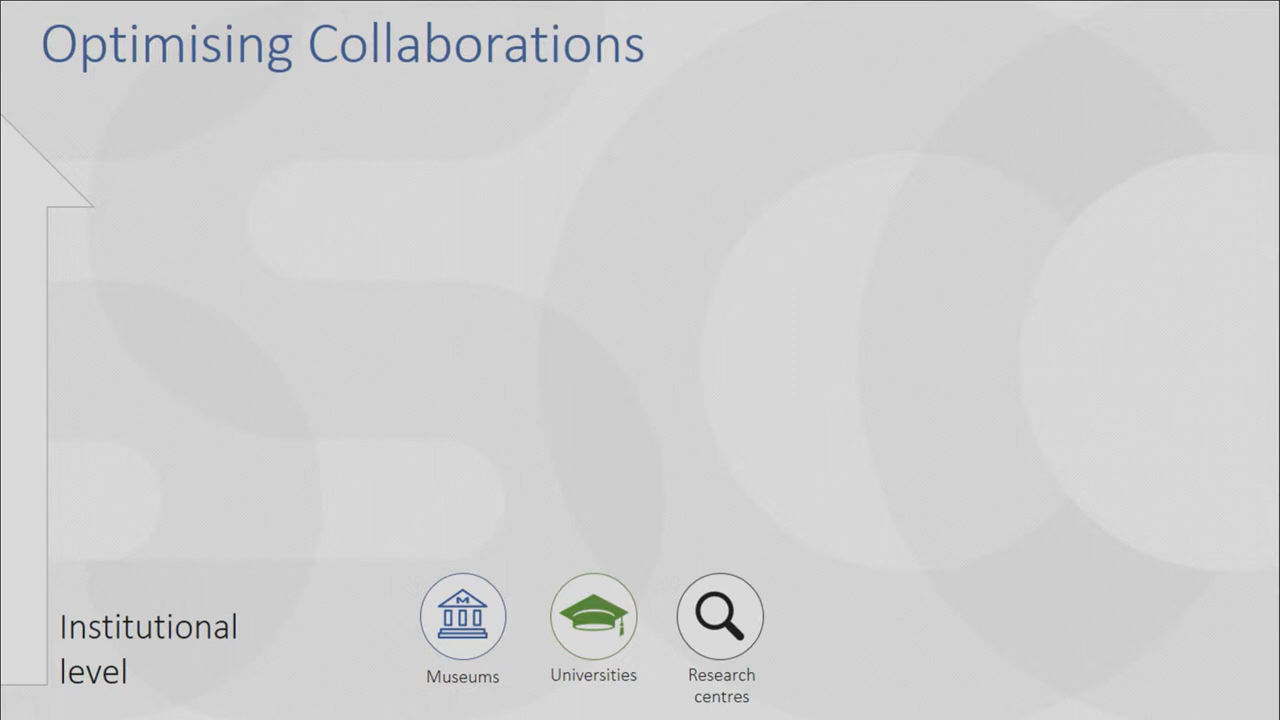 Optimising Collaborations
Institutional
level
M
Museums
Universities
Research
centres